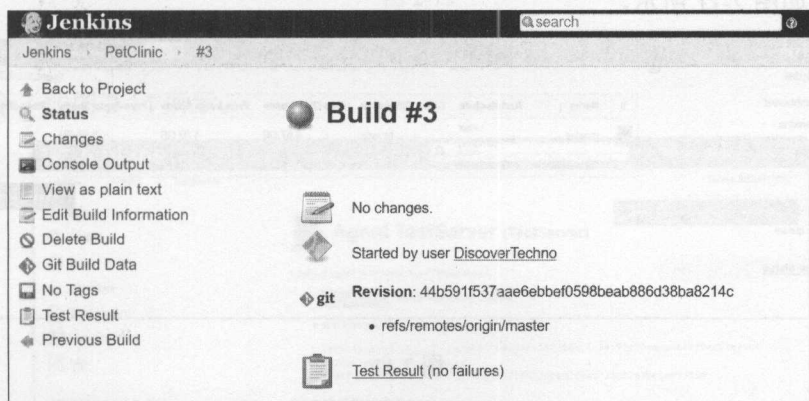 Jenkins
search
Jenkins PetClinic #3
Back to Project
Status
Changes
Console Output
View as plain text
Edit Build Information
Delete Build
Git Build Data
No Tags
Test Result
Previous Build
Build #3
No changes.
Started by user DiscoverTechno
git Revision: 44b591f537aae6ebbef0598beab886d38ba8214c
• refs/remotes/origin/master
Test Result (no failures)